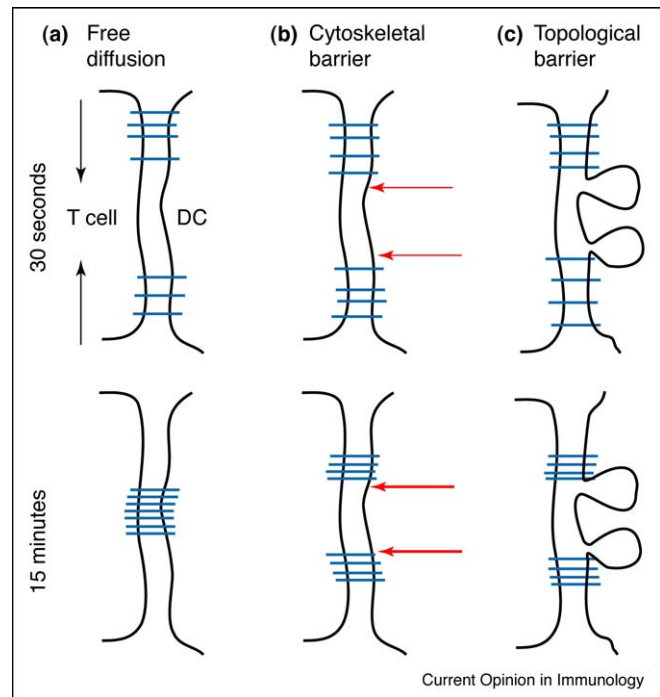 (a) Free
diffusion
(b) Cytoskeletal
barrier
(c) Topological
barrier
30 seconds
T cell
DC
15 minutes
Current Opinion in Immunology